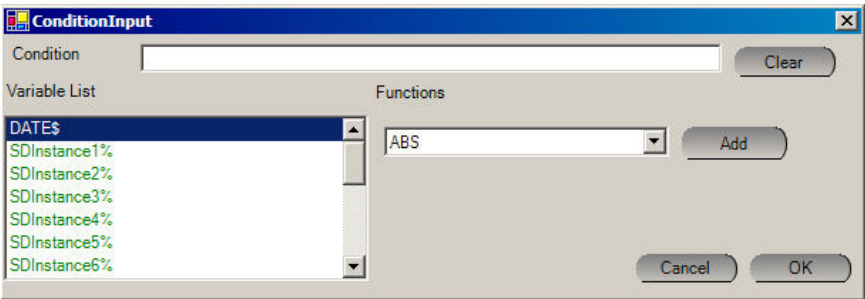 ConditionInput
Condition
Clear
Variable List
Functions
DATE$
SDInstance1%
SDInstance2%
SDInstance3%
SDInstance4%
SDInstance5%
SDInstance6%
ABS
Add
Cancel
OK